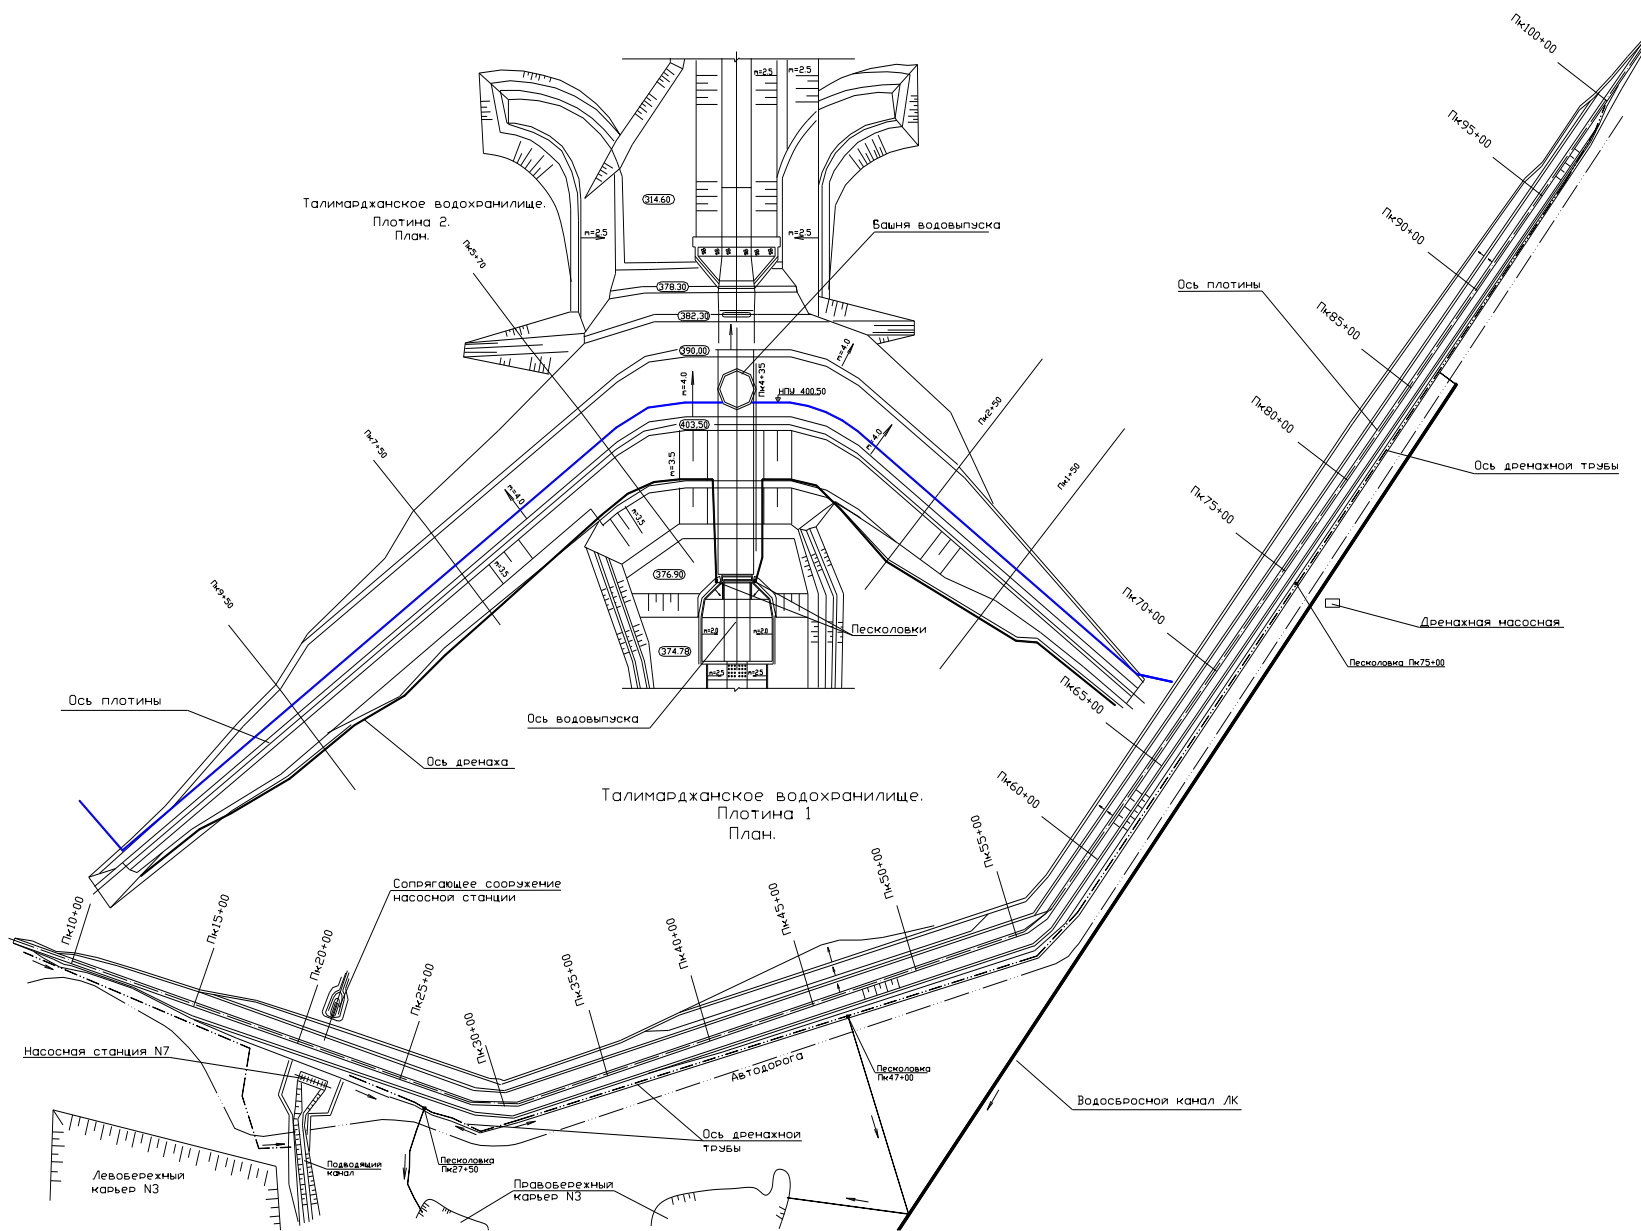 Пк100+00
m=2.5
m=2.5
Пк95+00
314.60
Талимарджанское водохранилище.
Плотина 2.
План.
Башня водовыпуска
Пк90+00
m=2.5
m=2.5
Пк5+70
378.30
Ось плотины
382,30
Пк85+00
390,00
m=4.0
m=4.0
Пк4+35
НПУ 400.50
Пк2+50
Пк80+00
403,50
m=4.0
Пк7+50
m=3.5
Пк1+50
Ось дренажной трубы
m=4.0
Пк75+00
m=3.5
m=3.5
376.90
Пк9+50
Пк70+00
Песколовки
Дренажная насосная
m=2.0
m=2.0
374.78
Песколовка Пк75+00
m=2.5
m=2.5
Пк65+00
Ось плотины
Ось водовыпуска
Ось дренаха
Пк60+00
Талимарджанское водохранилище.
Плотина 1
План.
Пк55+00
Пк50+00
Сопрягающее сооружение
насосной станции
Пк45+00
Пк10+00
Пк15+00
Пк40+00
Пк20+00
Пк35+00
Пк25+00
Пк30+00
Насосная станция N7
Автодорога
Песколовка
Пк47+00
Водосбросной канал ЛК
Ось дренажной
трубы
Подводящий
канал
Песколовка
Пк27+50
Левобережный
карьер N3
Правобережный
карьер N3